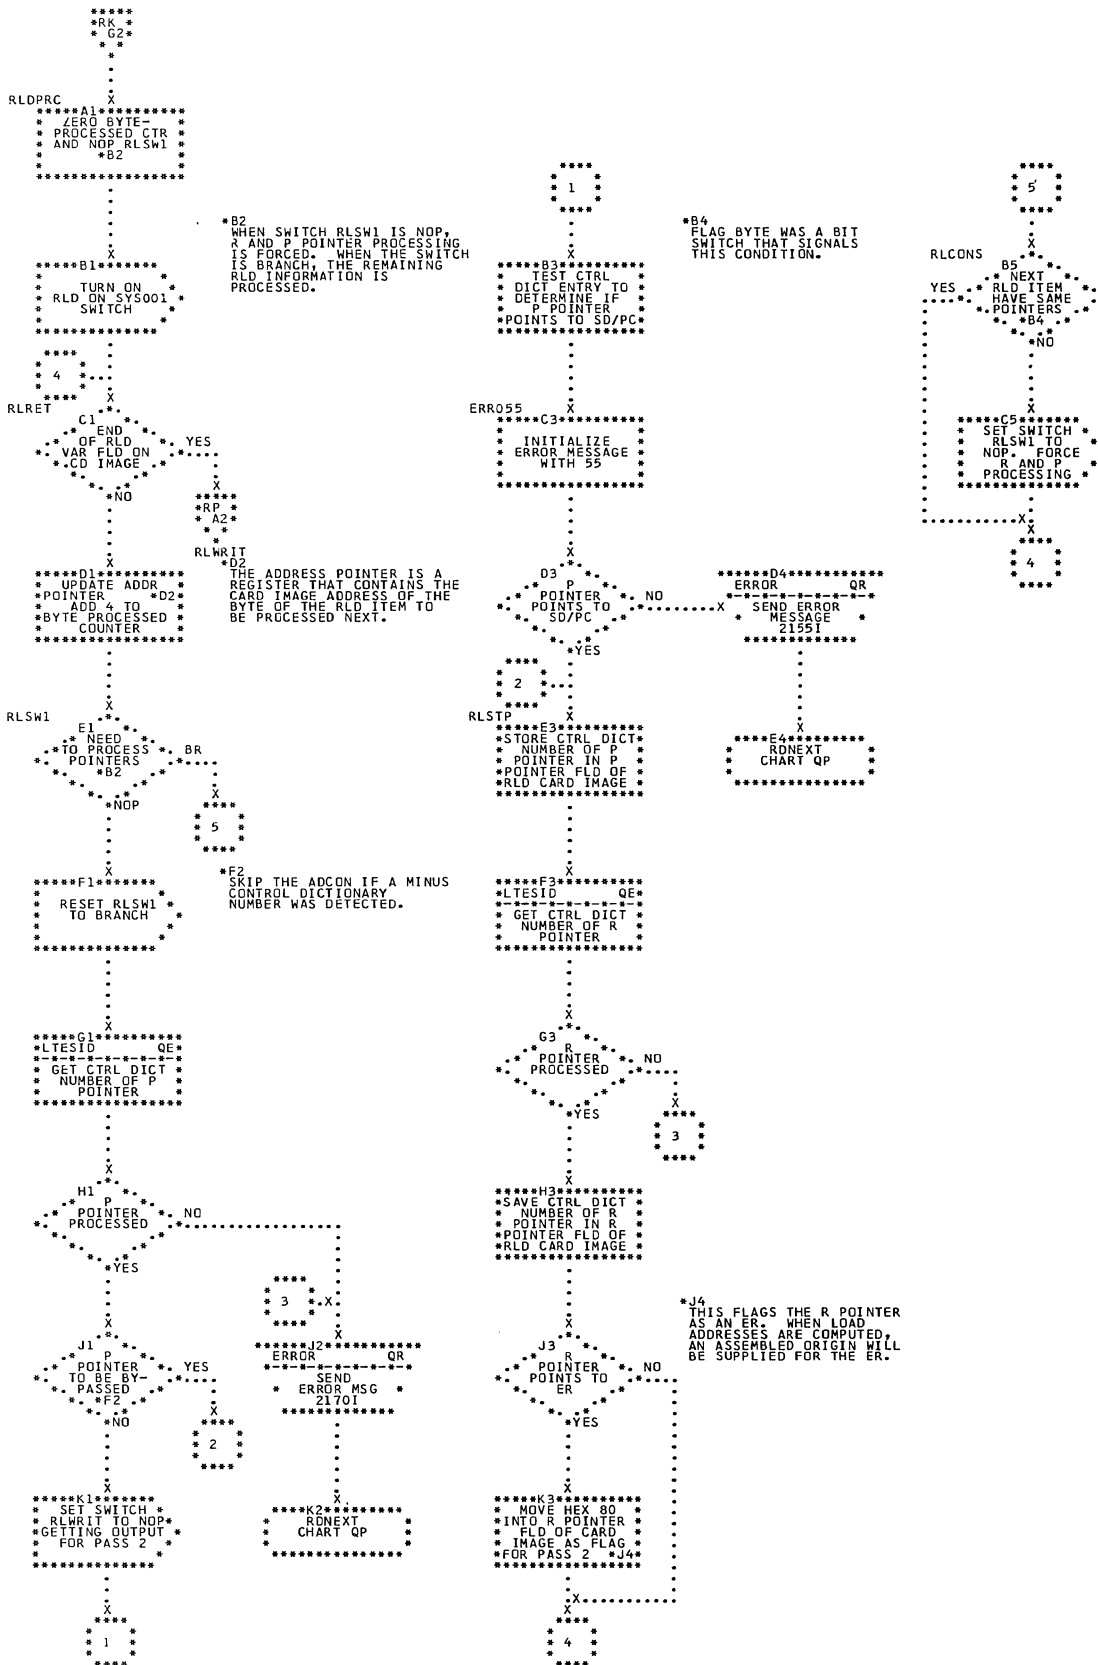 RK
G2
RLDPRC
A1
ZERO BYTE-
PROCESSED CTR
AND NOP RLSW1
*B2
B1
TURN ON
RLD ON SYS001
SWITCH
4
RLRET
C1
END
OF RLD
VAR FLD ON
CD IMAGE
YES
NO
RP
A2
RLWRIT
D1
UPDATE ADDR
POINTER *D2
ADD 4 TO
BYTE PROCESSED
COUNTER
RLSW1
E1
NEED
TO PROCESS
POINTERS
*B2
BR
NOP
5
F1
RESET RLSW1
TO BRANCH
G1
LTESID QE
GET CTRL DICT
NUMBER OF P
POINTER
H1
P
POINTER
PROCESSED
NO
YES
J1
P
POINTER
TO BE BY-
PASSED
*F2
YES
NO
2
K1
SET SWITCH
RLWRIT TO NOP
GETTING OUTPUT
FOR PASS 2
1
*B2
WHEN SWITCH RLSW1 IS NOP,
R AND P POINTER PROCESSING
IS FORCED. WHEN THE SWITCH
IS BRANCH, THE REMAINING
RLD INFORMATION IS
PROCESSED.
*D2
THE ADDRESS POINTER IS A
REGISTER THAT CONTAINS THE
CARD IMAGE ADDRESS OF THE
BYTE OF THE RLD ITEM TO
BE PROCESSED NEXT.
*F2
SKIP THE ADCON IF A MINUS
CONTROL DICTIONARY
NUMBER WAS DETECTED.
3
J2
ERROR QR
SEND
ERROR MSG
2170I
K2
RDNEXT
CHART QP
1
B3
TEST CTRL
DICT ENTRY TO
DETERMINE IF
P POINTER
POINTS TO SD/PC
ERR055
C3
INITIALIZE
ERROR MESSAGE
WITH 55
D3
P
POINTER
POINTS TO
SD/PC
NO
YES
2
RLSTP
E3
STORE CTRL DICT
NUMBER OF P
POINTER IN P
POINTER FLD OF
RLD CARD IMAGE
F3
LTESID QE
GET CTRL DICT
NUMBER OF R
POINTER
G3
R
POINTER
PROCESSED
NO
YES
3
H3
SAVE CTRL DICT
NUMBER OF R
POINTER IN R
POINTER FLD OF
RLD CARD IMAGE
J3
R
POINTER
POINTS TO
ER
NO
YES
K3
MOVE HEX 80
INTO R POINTER
FLD OF CARD
IMAGE AS FLAG
FOR PASS 2 *J4
4
*B4
FLAG BYTE WAS A BIT
SWITCH THAT SIGNALS
THIS CONDITION.
D4
ERROR QR
SEND ERROR
MESSAGE
2155I
E4
RDNEXT
CHART QP
*J4
THIS FLAGS THE R POINTER
AS AN ER. WHEN LOAD
ADDRESSES ARE COMPUTED,
AN ASSEMBLED ORIGIN WILL
BE SUPPLIED FOR THE ER.
5
RLCONS
B5
NEXT
RLD ITEM
HAVE SAME
POINTERS
*B4
YES
NO
C5
SET SWITCH
RLSW1 TO
NOP. FORCE
R AND P
PROCESSING
4